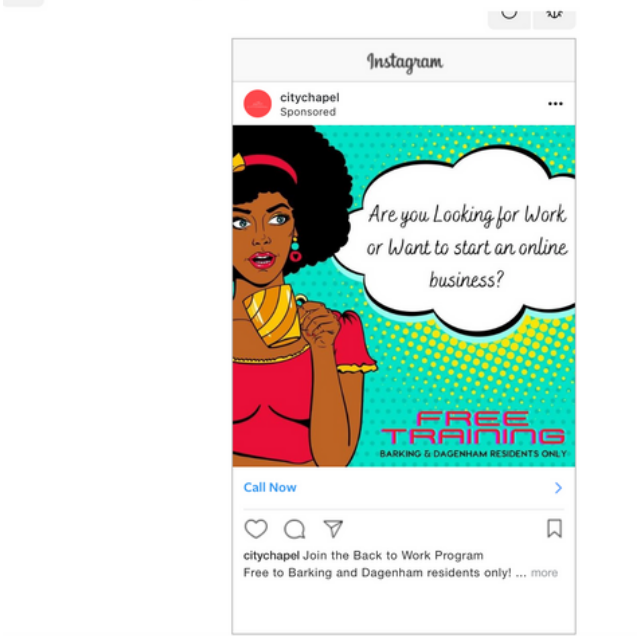 Instagram
citychapel
Sponsored
Are you Looking for Work
or Want to start an online
business?
FREE
TRAINING
BARKING & DAGENHAM RESIDENTS ONLY
Call Now
citychapel Join the Back to Work Program
Free to Barking and Dagenham residents only! ... more